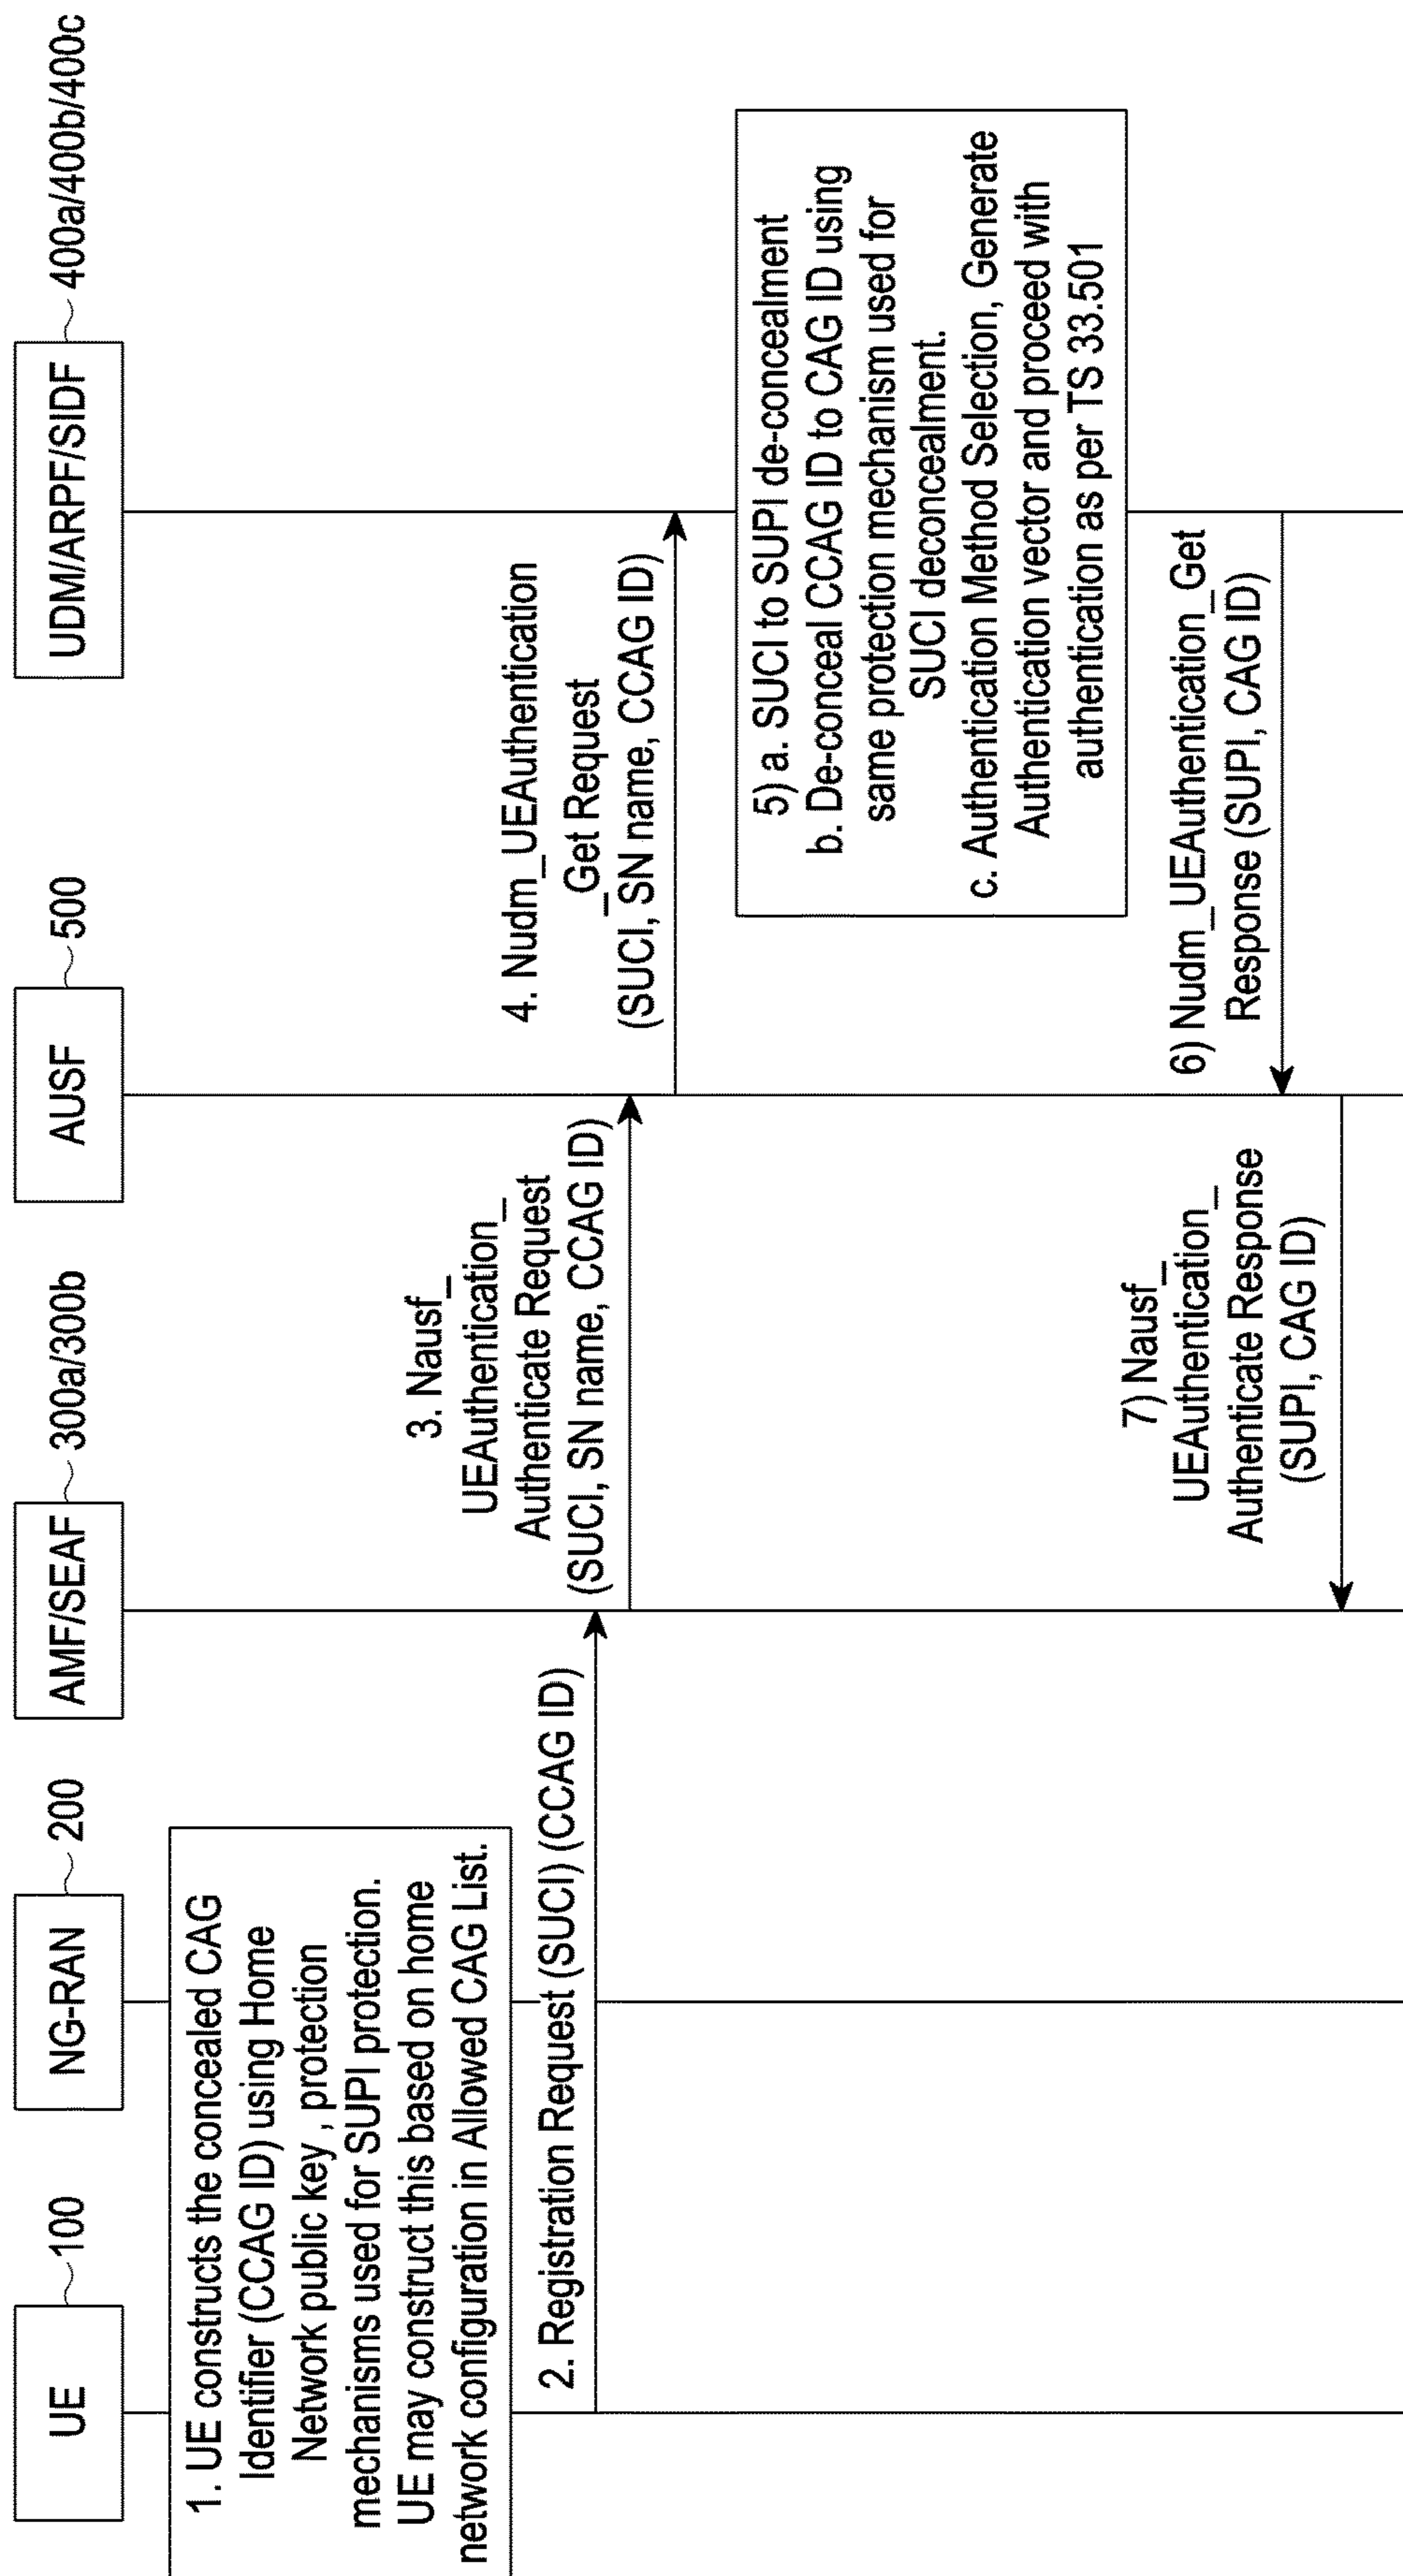 UE
100
NG-RAN
200
AMF/SEAF
300a/300b
AUSF
500
UDM/ARPF/SIDF
400a/400b/400c
1. UE constructs the concealed CAG
Identifier (CCAG ID) using Home
Network public key , protection
mechanisms used for SUPI protection.
UE may construct this based on home
network configuration in Allowed CAG List.
2. Registration Request (SUCI) (CCAG ID)
3. Nausf_
UEAuthentication_
Authenticate Request
(SUCI, SN name, CCAG ID)
4. Nudm_UEAuthentication
_Get Request
(SUCI, SN name, CCAG ID)
5) a. SUCI to SUPI de-concealment
b. De-conceal CCAG ID to CAG ID using
same protection mechanism used for
SUCI deconcealment.
c. Authentication Method Selection, Generate
Authentication vector and proceed with
authentication as per TS 33.501
6) Nudm_UEAuthentication_Get
Response (SUPI, CAG ID)
7) Nausf_
UEAuthentication_
Authenticate Response
(SUPI, CAG ID)